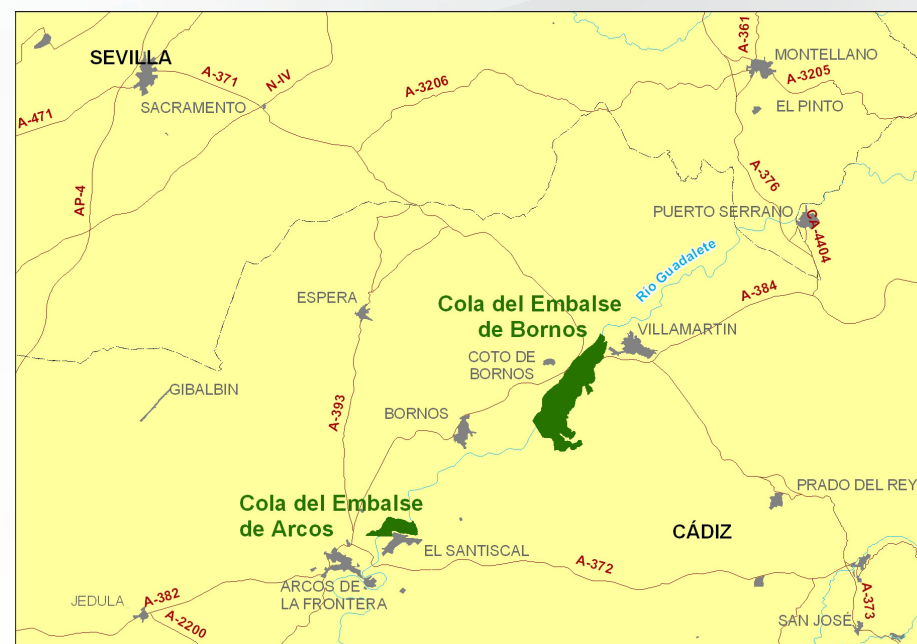 SEVILLA
A-371
N-IV
SACRAMENTO
A-471
A-3206
A-361
MONTELLANO
A-3205
EL PINTO
AP-4
A-376
PUERTO SERRANO
CA-4404
Río Guadalete
A-384
ESPERA
Cola del Embalse
de Bornos
VILLAMARTIN
COTO DE
BORNOS
GIBALBIN
A-393
BORNOS
PRADO DEL REY
Cola del Embalse
de Arcos
CÁDIZ
EL SANTISCAL
A-372
ARCOS DE
LA FRONTERA
JEDULA
A-382
A-2200
A-373
SAN JOSÉ